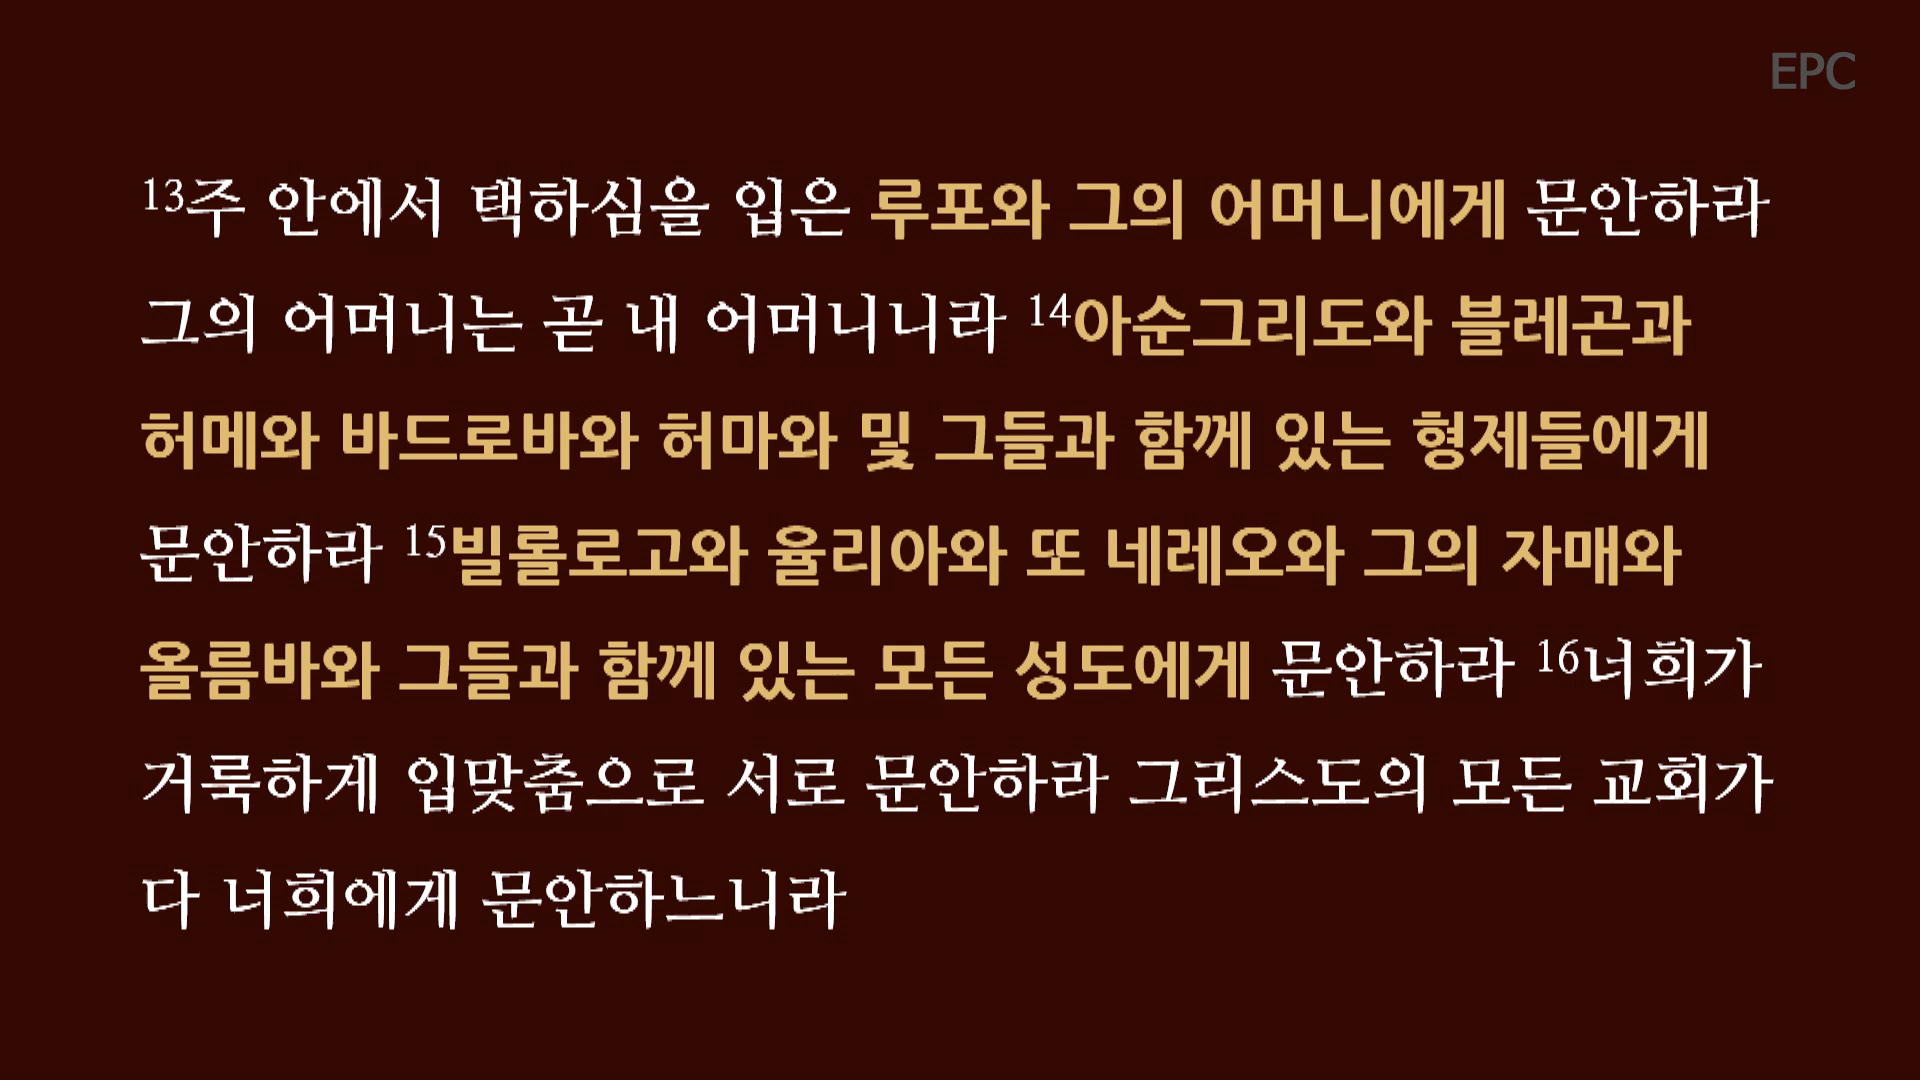 EPC
13주 안에서 택하심을 입은 루포와 그의 어머니에게 문안하라
그의 어머니는 곧 내 어머니니라 14아순그리도와 블레곤과
허메와 바드로바와 허마와 및 그들과 함께 있는 형제들에게
문안하라 15빌롤로고와 율리아와 또 네레오와 그의 자매와
올름바와 그들과 함께 있는 모든 성도에게 문안하라 16너희가
거룩하게 입맞춤으로 서로 문안하라 그리스도의 모든 교회가
다 너희에게 문안하느니라